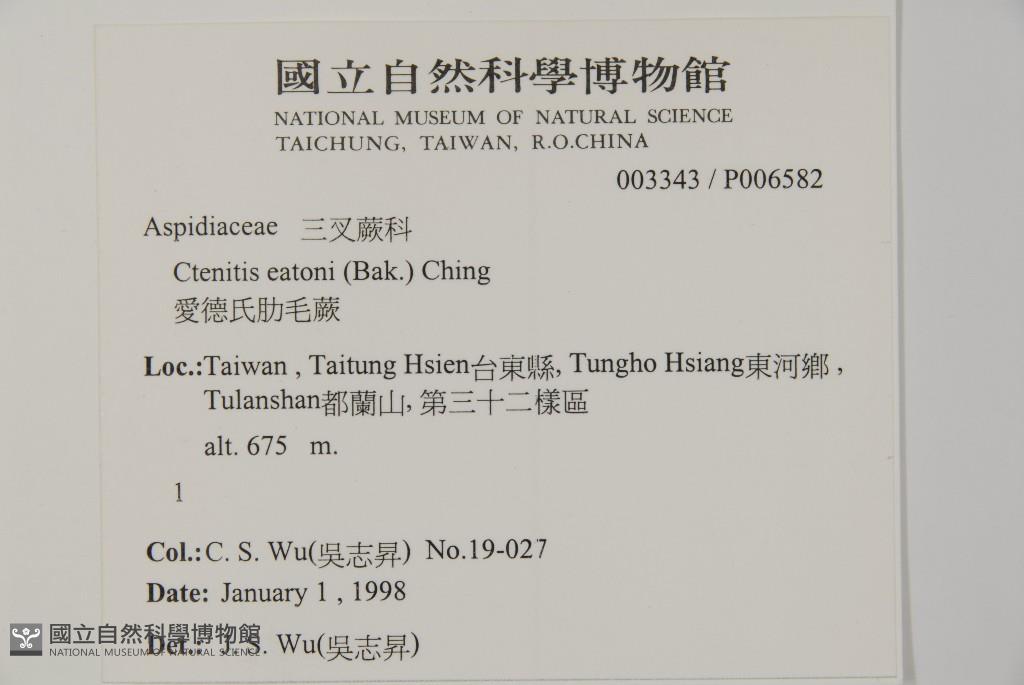 國立自然科學博物館
NATIONAL MUSEUM OF NATURAL SCIENCE
TAICHUNG, TAIWAN, R.O.CHINA
003343 / P006582
Aspidiaceae 三叉蕨科
Ctenitis eatoni (Bak.) Ching
愛德氏肋毛蕨
Loc.:Taiwan , Taitung Hsien台東縣, Tungho Hsiang東河鄉 ,
Tulanshan都蘭山, 第三十二樣區
alt. 675 m.
1
Col.:C. S. Wu(吳志昇) No.19-027
Date: January 1 , 1998
Det.: S. Wu(吳志昇)
國立自然科學博物館
NATIONAL MUSEUM OF NATURAL SCIENCE